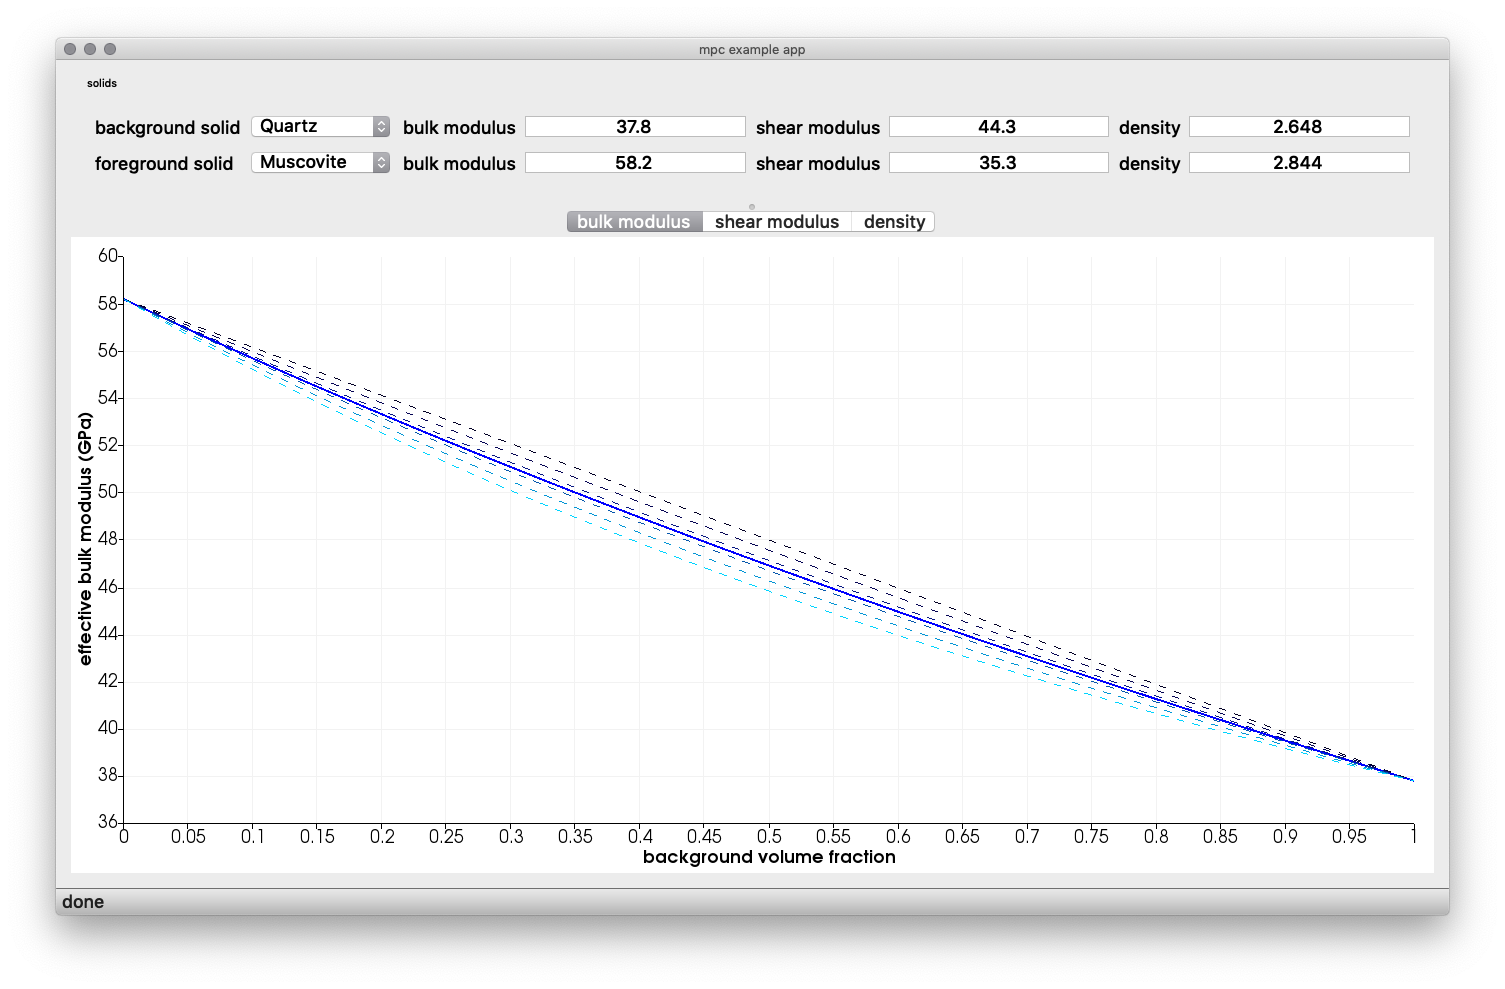 mpc example app
solids
background solid Quartz bulk modulus 37.8 shear modulus 44.3 density 2.648
foreground solid Muscovite bulk modulus 58.2 shear modulus 35.3 density 2.844
bulk modulus shear modulus density
effective bulk modulus (GPa)
60
58
56
54
52
50
48
46
44
42
40
38
36
0 0.05 0.1 0.15 0.2 0.25 0.3 0.35 0.4 0.45 0.5 0.55 0.6 0.65 0.7 0.75 0.8 0.85 0.9 0.95 1
background volume fraction
done